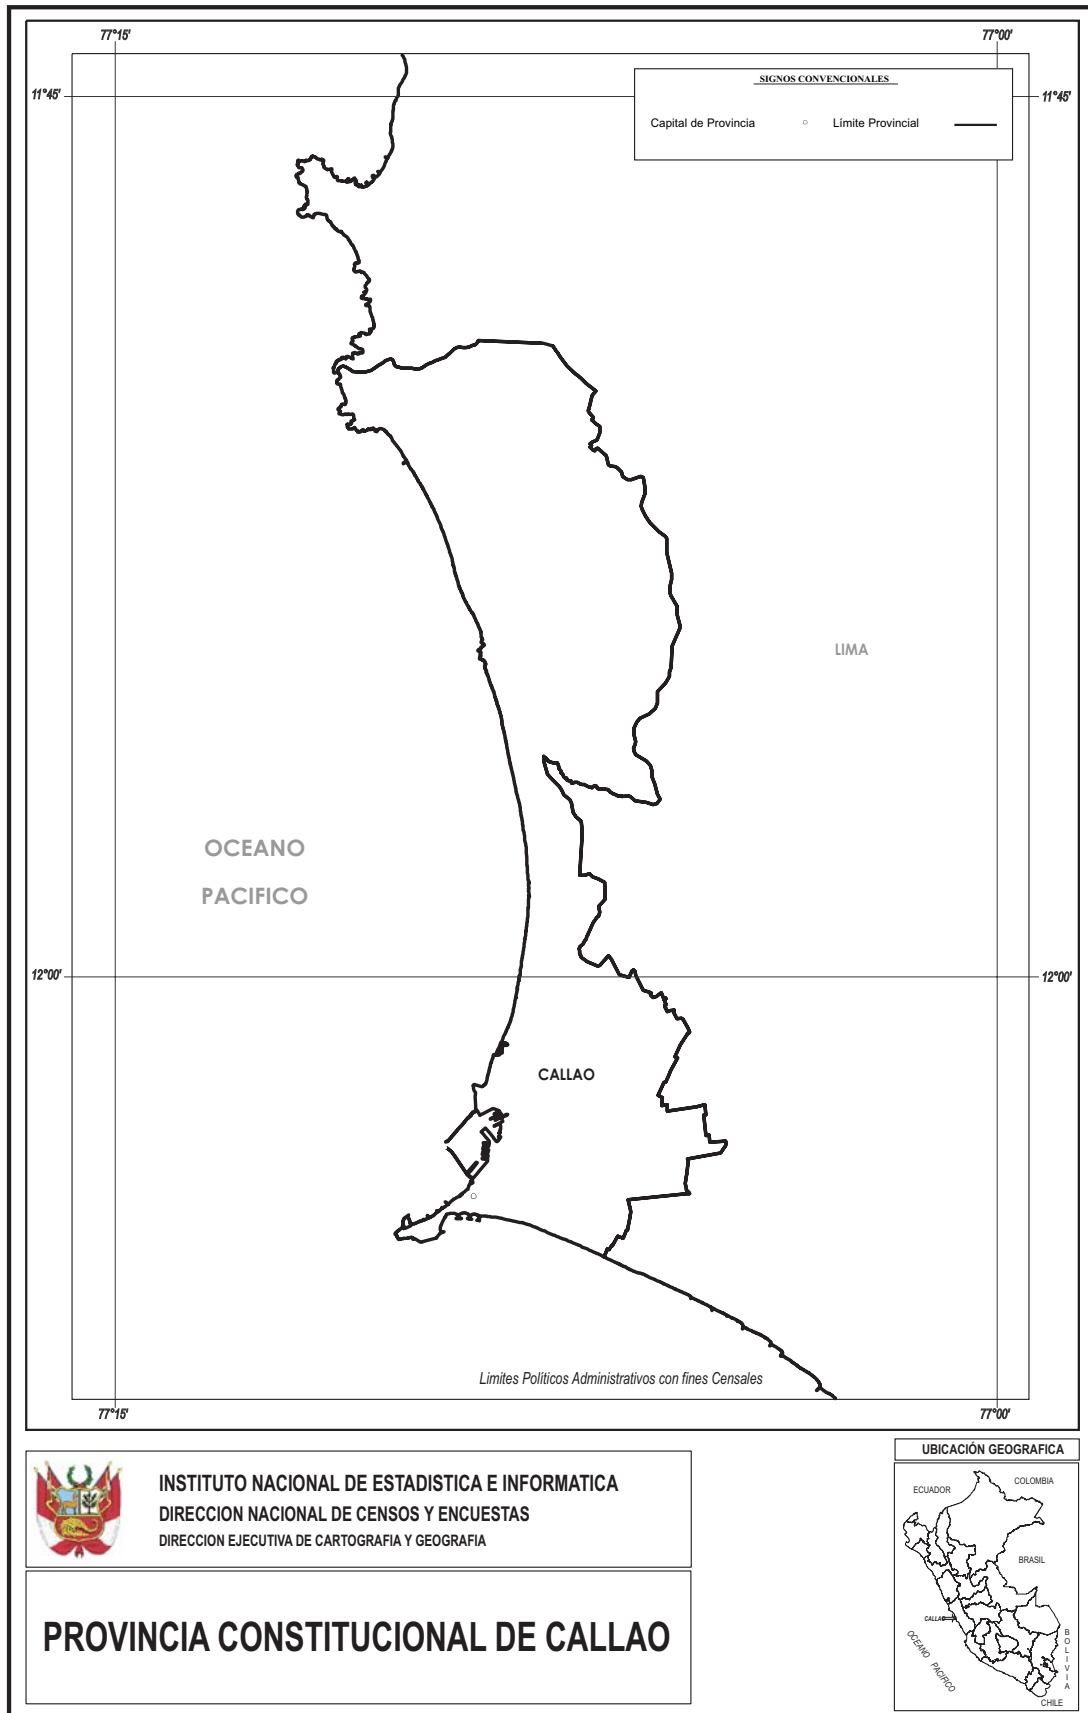 77°15'
77°00'
11°45'
11°45'
SIGNOS CONVENCIONALES
Capital de Provincia
Límite Provincial
LIMA
OCEANO
PACIFICO
12°00'
12°00'
CALLAO
Limites Políticos Administrativos con fines Censales
77°15'
77°00'
INSTITUTO NACIONAL DE ESTADISTICA E INFORMATICA
DIRECCION NACIONAL DE CENSOS Y ENCUESTAS
DIRECCION EJECUTIVA DE CARTOGRAFIA Y GEOGRAFIA
PROVINCIA CONSTITUCIONAL DE CALLAO
UBICACIÓN GEOGRAFICA
ECUADOR
COLOMBIA
BRASIL
CALLAO
OCEANO PACIFICO
BOLIVIA
CHILE